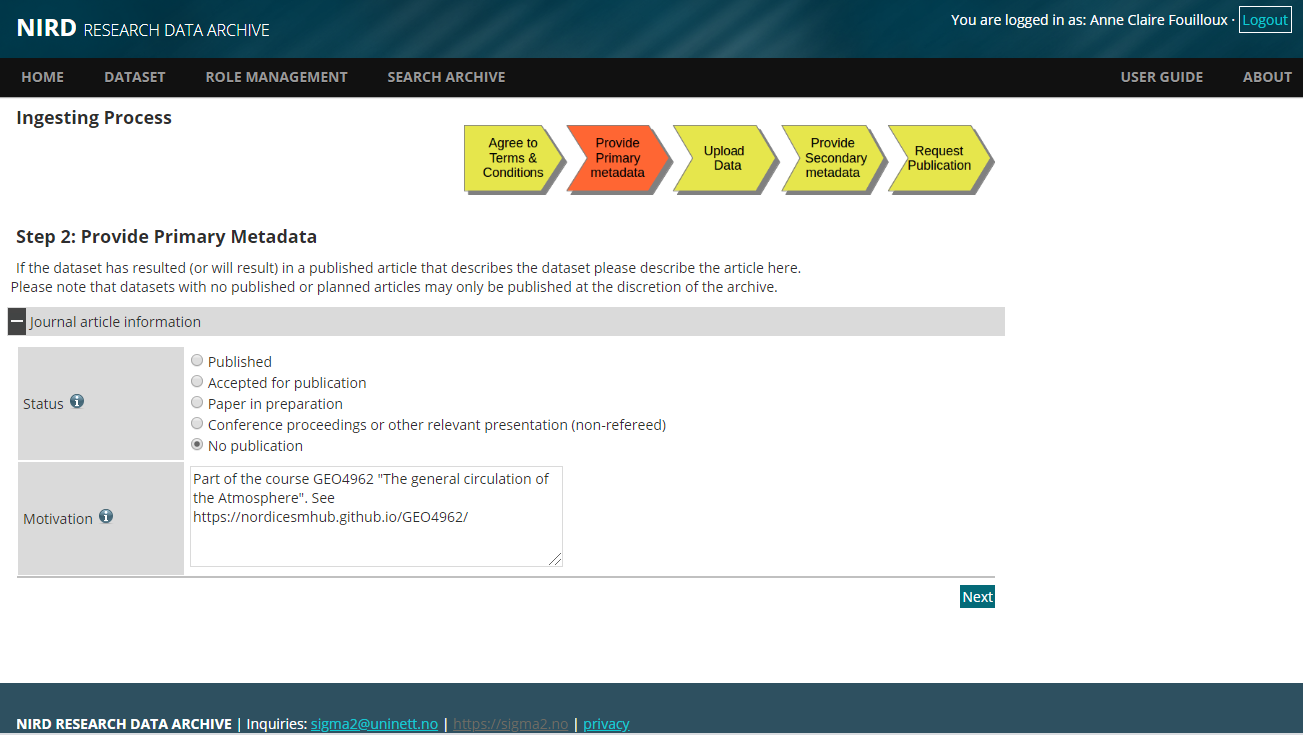 NIRD RESEARCH DATA ARCHIVE
You are logged in as: Anne Claire Fouilloux · Logout
HOME DATASET ROLE MANAGEMENT SEARCH ARCHIVE USER GUIDE ABOUT
Ingesting Process
Agree to
Terms &
Conditions
Provide
Primary
metadata
Upload
Data
Provide
Secondary
metadata
Request
Publication
Step 2: Provide Primary Metadata
If the dataset has resulted (or will result) in a published article that describes the dataset please describe the article here.
Please note that datasets with no published or planned articles may only be published at the discretion of the archive.
Journal article information
Status
Published
Accepted for publication
Paper in preparation
Conference proceedings or other relevant presentation (non-refereed)
No publication
Motivation
Part of the course GEO4962 "The general circulation of
the Atmosphere". See
https://nordicesmhub.github.io/GEO4962/
Next
NIRD RESEARCH DATA ARCHIVE | Inquiries: sigma2@uninett.no | https://sigma2.no | privacy